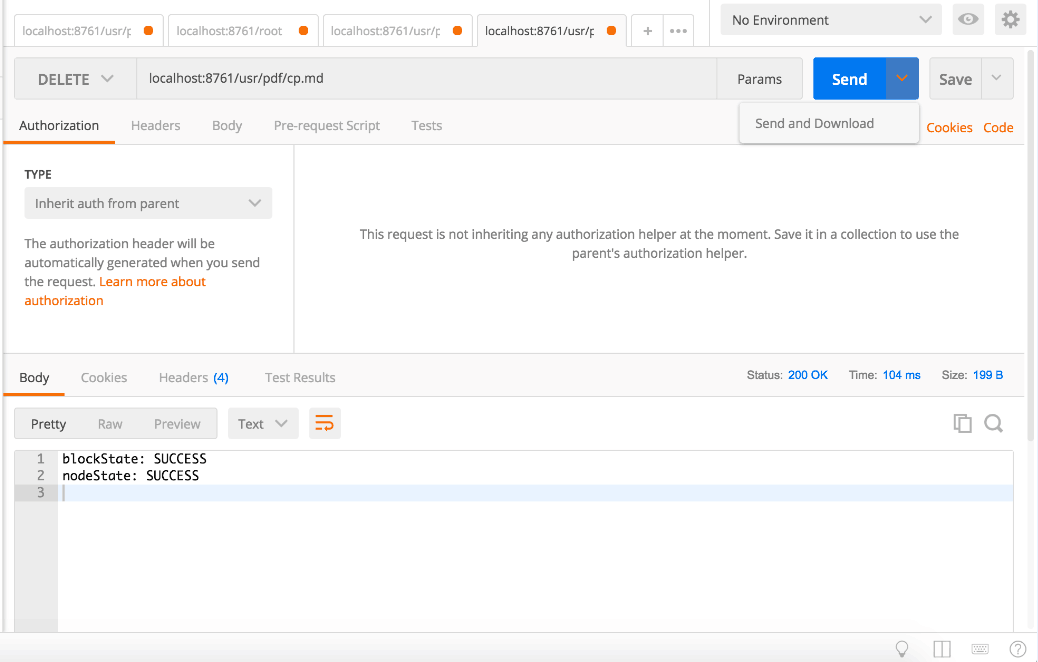 localhost:8761/usr/p
localhost:8761/root
localhost:8761/usr/p
localhost:8761/usr/p
No Environment
DELETE
localhost:8761/usr/pdf/cp.md
Params
Send
Save
Authorization
Headers
Body
Pre-request Script
Tests
Send and Download
Cookies
Code
TYPE
Inherit auth from parent
The authorization header will be
automatically generated when you send
the request. Learn more about
authorization
This request is not inheriting any authorization helper at the moment. Save it in a collection to use the
parent's authorization helper.
Body
Cookies
Headers (4)
Test Results
Status: 200 OK
Time: 104 ms
Size: 199 B
Pretty
Raw
Preview
Text
1 blockState: SUCCESS
2 nodeState: SUCCESS
3